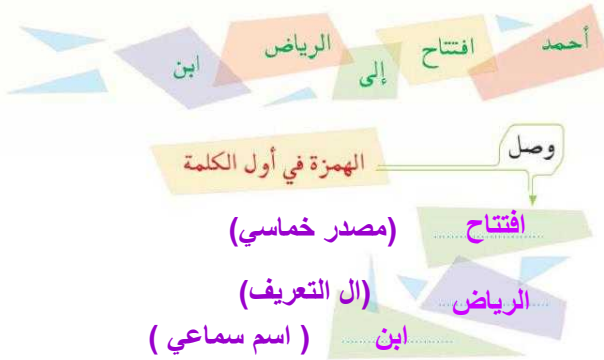 أحمد افتتاح إلى الرياض ابن
وصل
الهمزة في أول الكلمة
افتتاح (مصدر خماسي)
الرياض (ال التعريف)
ابن ( اسم سماعي )